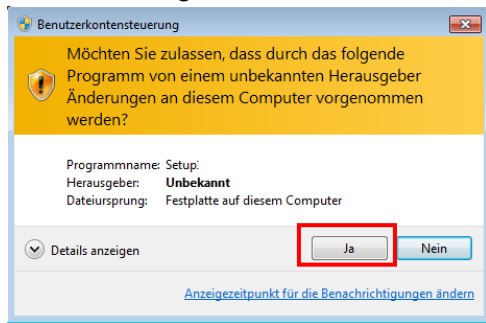 Benutzerkontensteuerung
Möchten Sie zulassen, dass durch das folgende
Programm von einem unbekannten Herausgeber
Änderungen an diesem Computer vorgenommen
werden?
Programmname: Setup:
Herausgeber: Unbekannt
Dateiursprung: Festplatte auf diesem Computer
Details anzeigen Ja Nein
Anzeigezeitpunkt für die Benachrichtigungen ändern